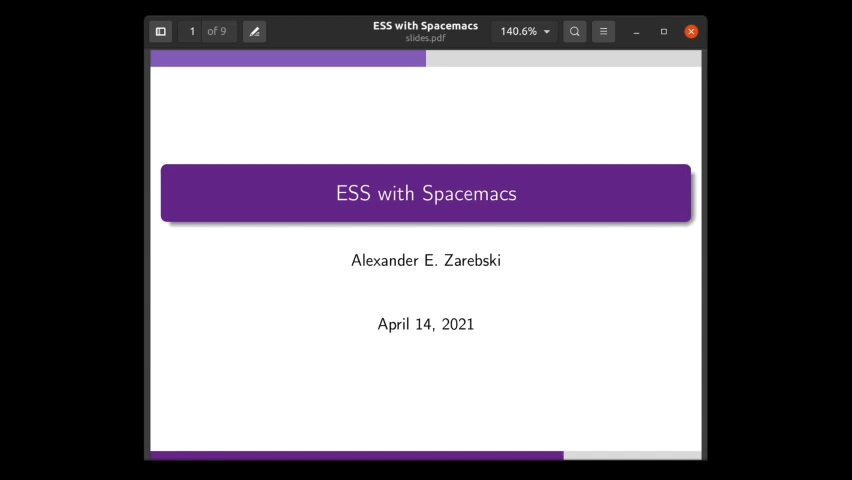 ESS with Spacemacs
slides.pdf
1 of 9
140.6%
ESS with Spacemacs
Alexander E. Zarebski
April 14, 2021